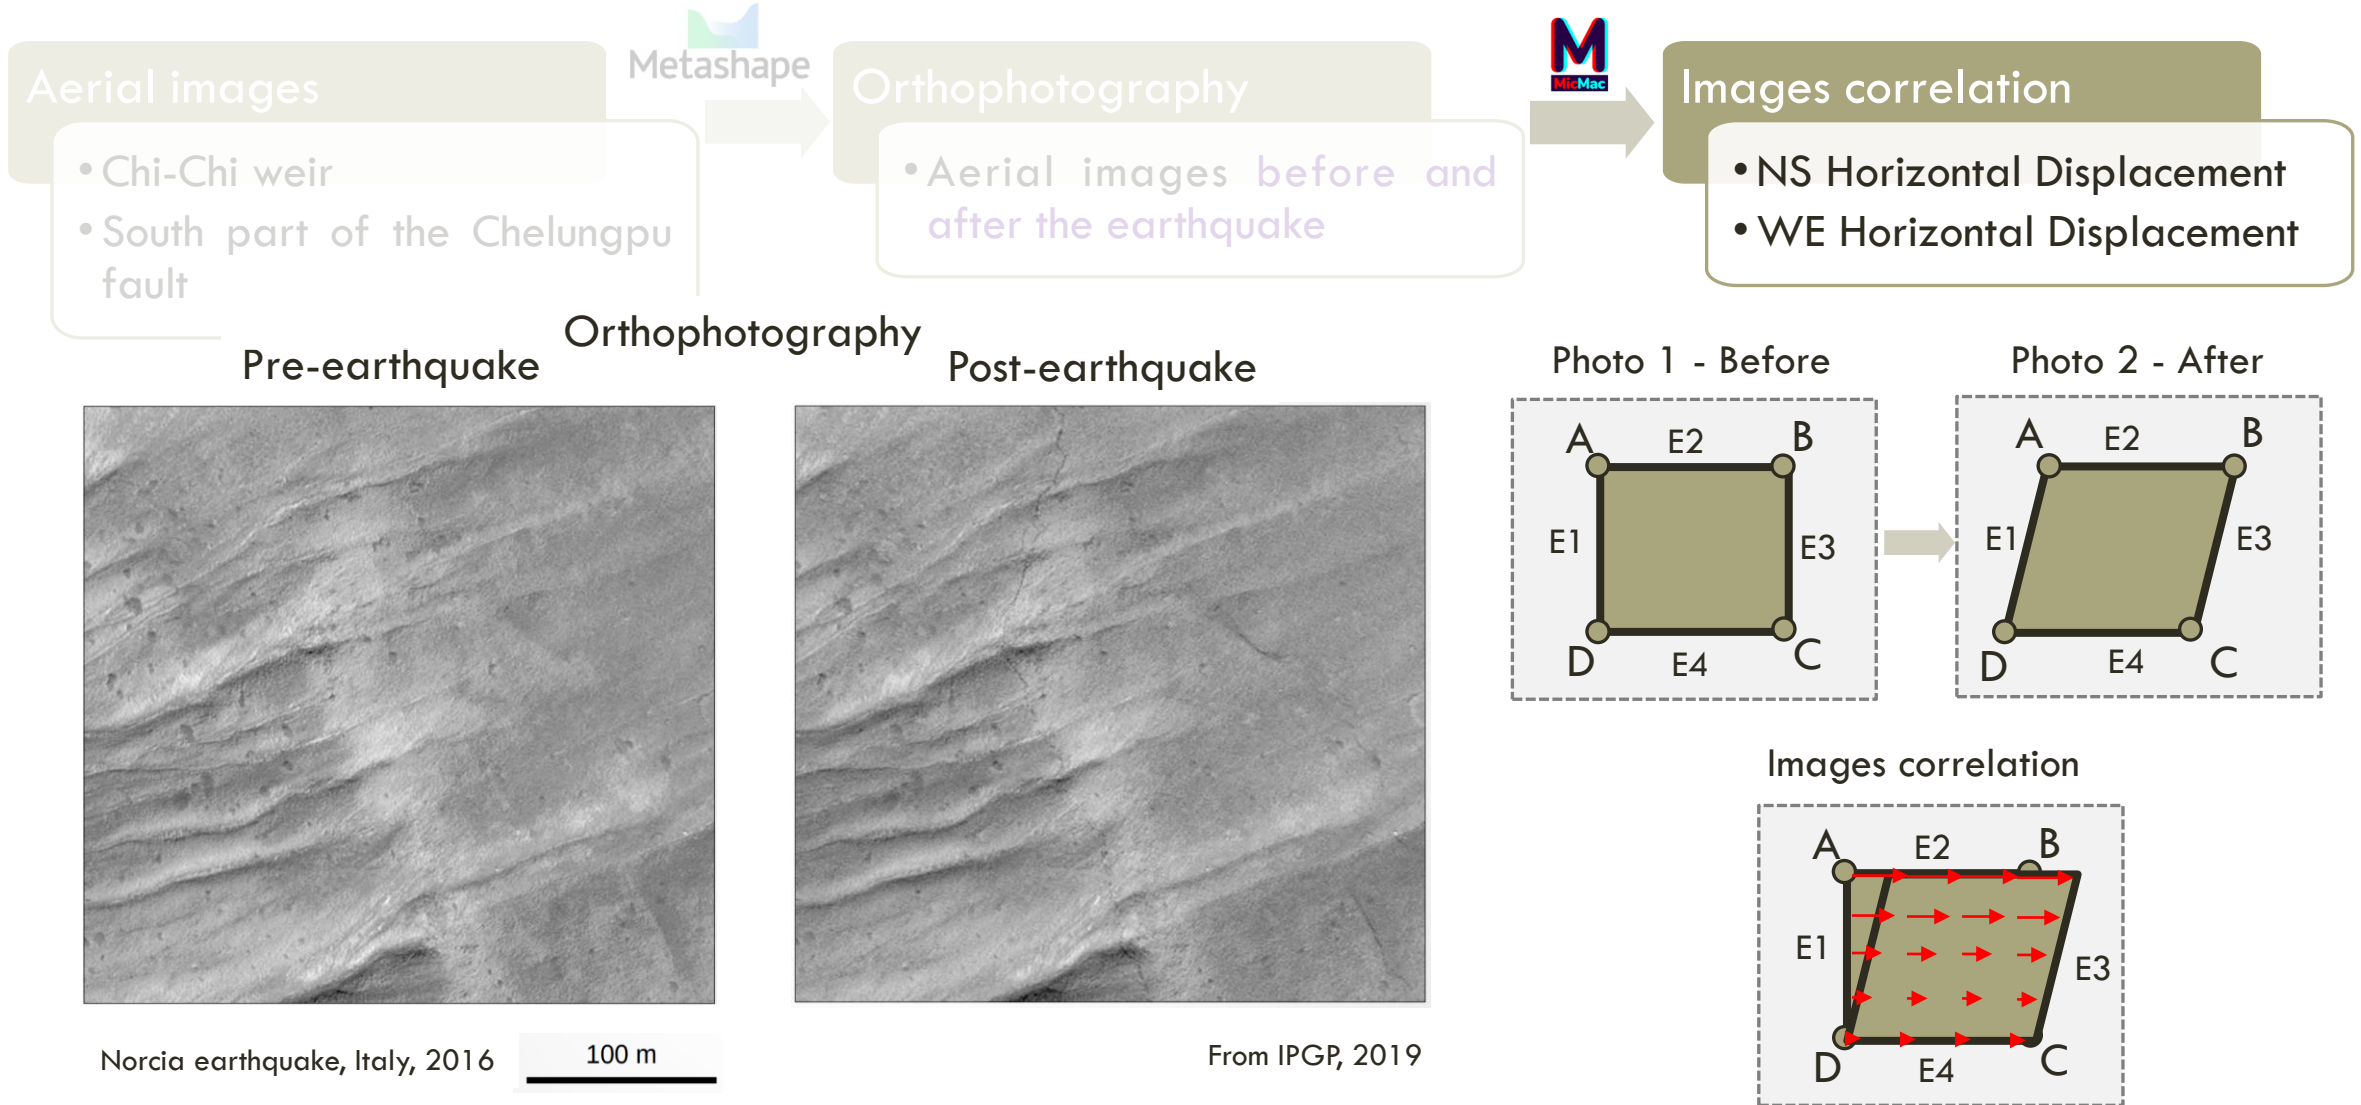 Aerial images
• Chi-Chi weir
• South part of the Chelungpu
fault
Metashape
Orthophotography
• Aerial images before and
after the earthquake
M
MicMac
Images correlation
• NS Horizontal Displacement
• WE Horizontal Displacement
Orthophotography
Pre-earthquake
Post-earthquake
Norcia earthquake, Italy, 2016
100 m
From IPGP, 2019
Photo 1 - Before
A
E2
B
E1
E3
D
E4
C
Photo 2 - After
A
E2
B
E1
E3
D
E4
C
Images correlation
A
E2
B
E1
E3
D
E4
C